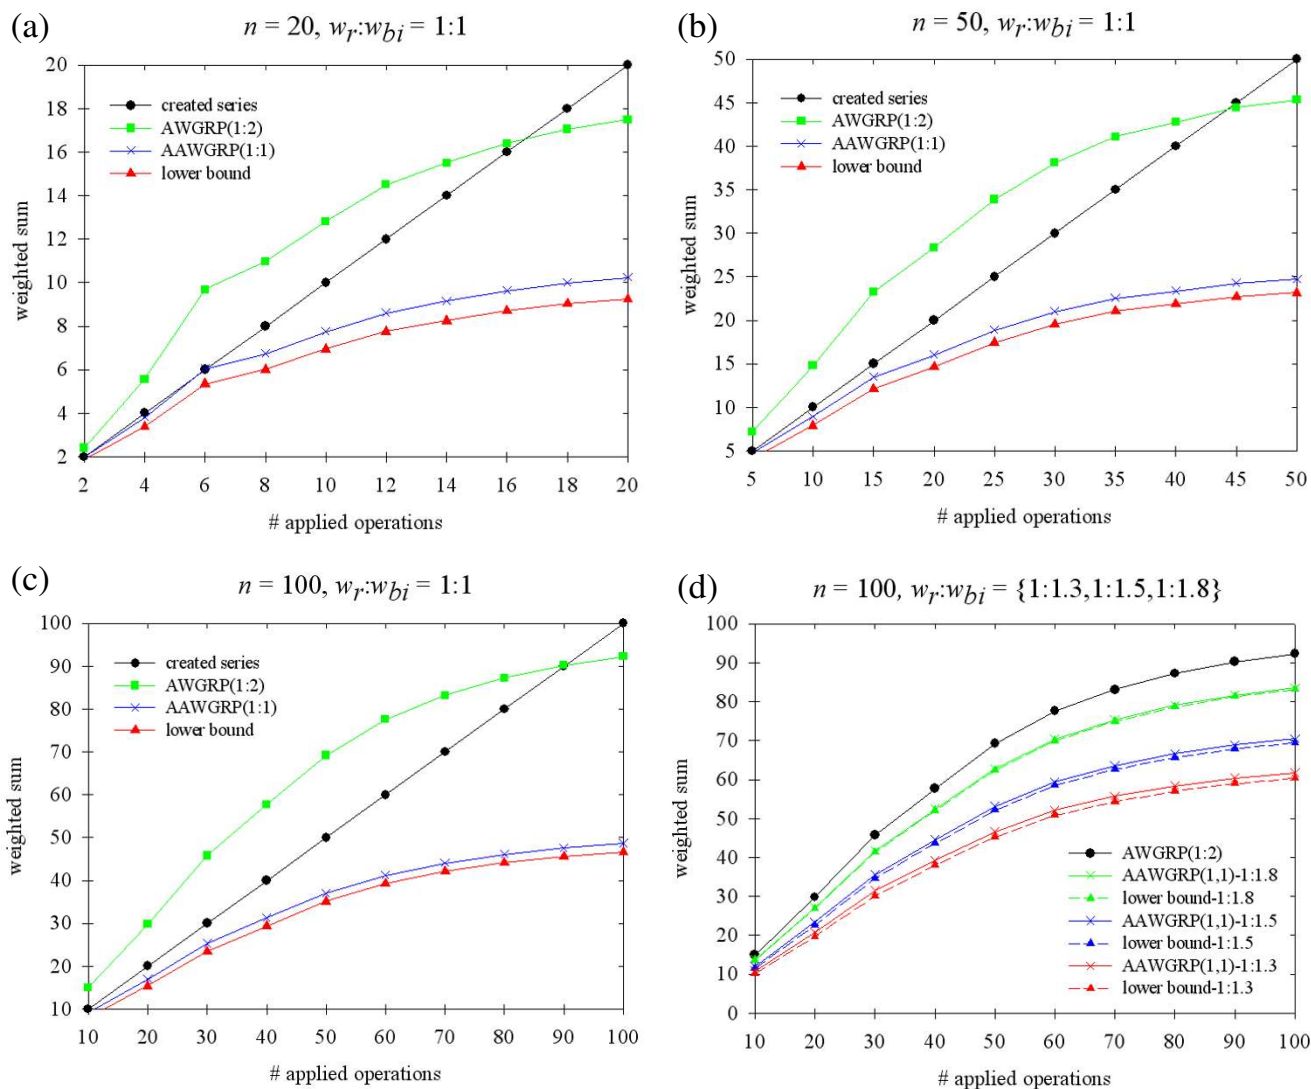 (a)
n = 20, wr:wbi = 1:1
20
18
16
14
12
10
8
6
4
2
weighted sum
created series
AWGRP(1:2)
AAWGRP(1:1)
lower bound
2 4 6 8 10 12 14 16 18 20
# applied operations
(b)
n = 50, wr:wbi = 1:1
50
45
40
35
30
25
20
15
10
5
weighted sum
created series
AWGRP(1:2)
AAWGRP(1:1)
lower bound
5 10 15 20 25 30 35 40 45 50
# applied operations
(c)
n = 100, wr:wbi = 1:1
100
90
80
70
60
50
40
30
20
10
weighted sum
created series
AWGRP(1:2)
AAWGRP(1:1)
lower bound
10 20 30 40 50 60 70 80 90 100
# applied operations
(d)
n = 100, wr:wbi = {1:1.3,1:1.5,1:1.8}
100
90
80
70
60
50
40
30
20
10
0
weighted sum
AWGRP(1:2)
AAWGRP(1,1)-1:1.8
lower bound-1:1.8
AAWGRP(1,1)-1:1.5
lower bound-1:1.5
AAWGRP(1,1)-1:1.3
lower bound-1:1.3
10 20 30 40 50 60 70 80 90 100
# applied operations